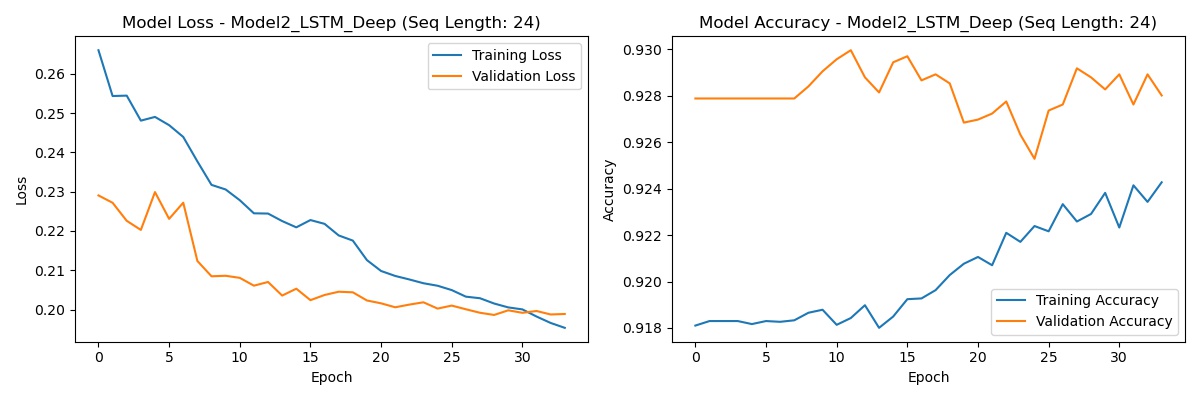 Model Loss - Model2_LSTM_Deep (Seq Length: 24)
Training Loss
Validation Loss
0.26
0.25
0.24
0.23
0.22
0.21
0.20
Loss
0
5
10
15
20
25
30
Epoch
Model Accuracy - Model2_LSTM_Deep (Seq Length: 24)
0.930
0.928
0.926
0.924
0.922
0.920
0.918
Accuracy
Training Accuracy
Validation Accuracy
0
5
10
15
20
25
30
Epoch